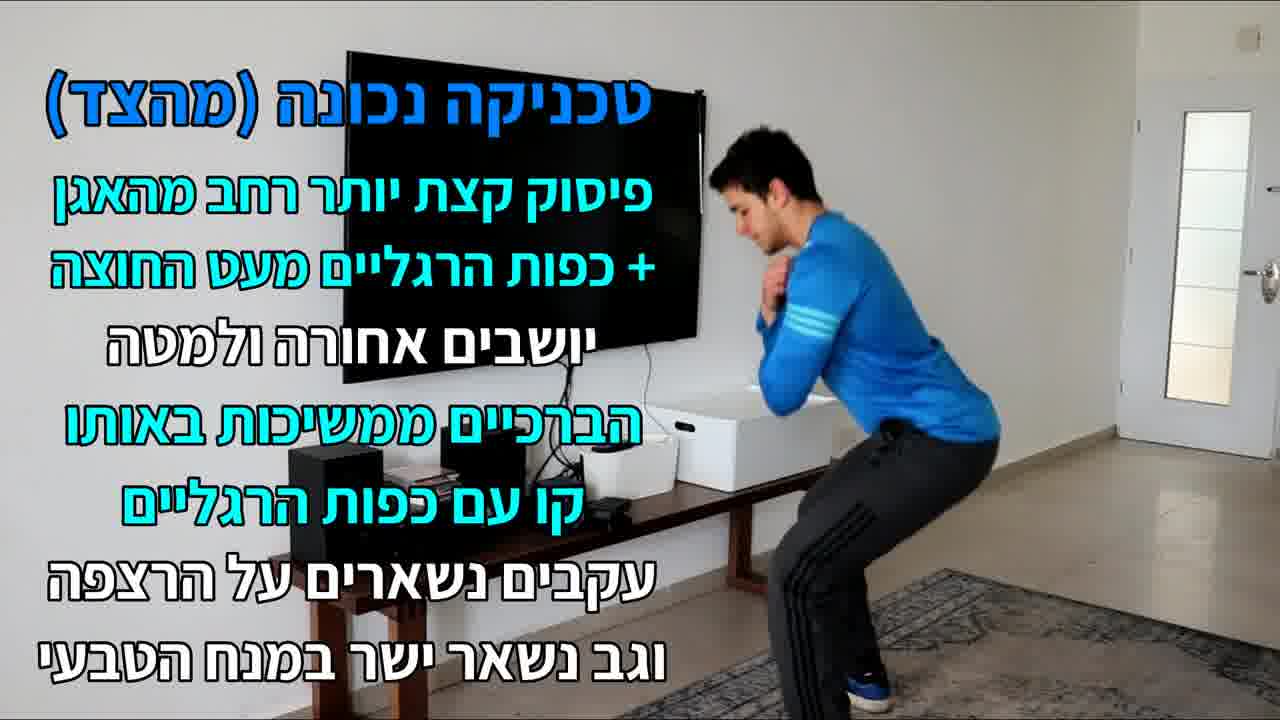 טכניקה נכונה (מהצד)
פיסוק קצת יותר רחב מהאגן
+ כפות הרגליים מעט החוצה
יושבים אחורה ולמטה
הברכיים ממשיכות באותו
קו עם כפות הרגליים
עקבים נשארים על הרצפה
וגב נשאר ישר במנח הטבעי